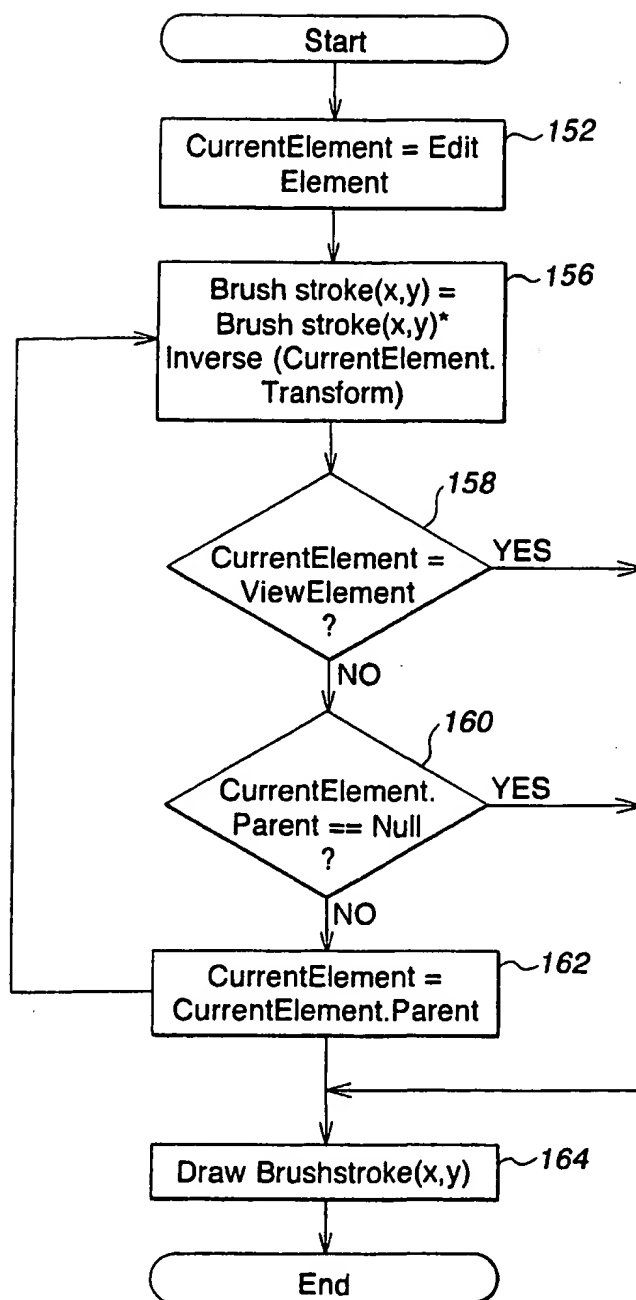 Start
CurrentElement = Edit
Element
152
Brush stroke(x,y) =
Brush stroke(x,y)*
Inverse (CurrentElement.
Transform)
156
CurrentElement =
ViewElement
?
158
YES
NO
CurrentElement.
Parent == Null
?
160
YES
NO
CurrentElement =
CurrentElement.Parent
162
Draw Brushstroke(x,y)
164
End